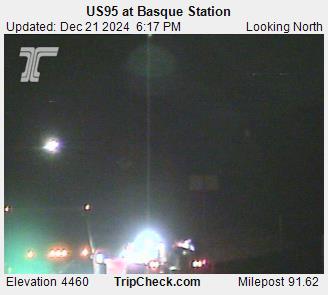 US95 at Basque Station
Updated: Dec 21 2024  6:17 PM Looking North
Elevation 4460 TripCheck.com Milepost 91.62